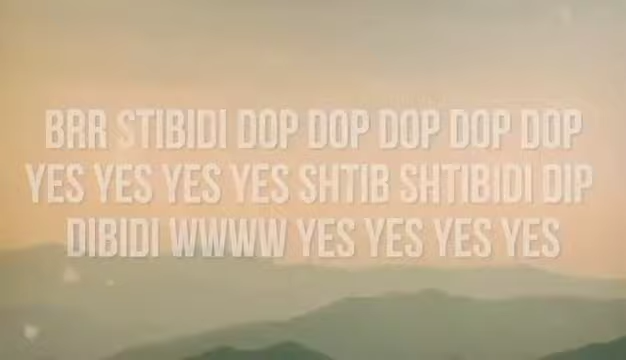 BRR STIBIDI DOP DOP DOP DOP DOP
YES YES YES YES SHTIB SHTIBIDI DIP
DIBIDI WWWW YES YES YES YES